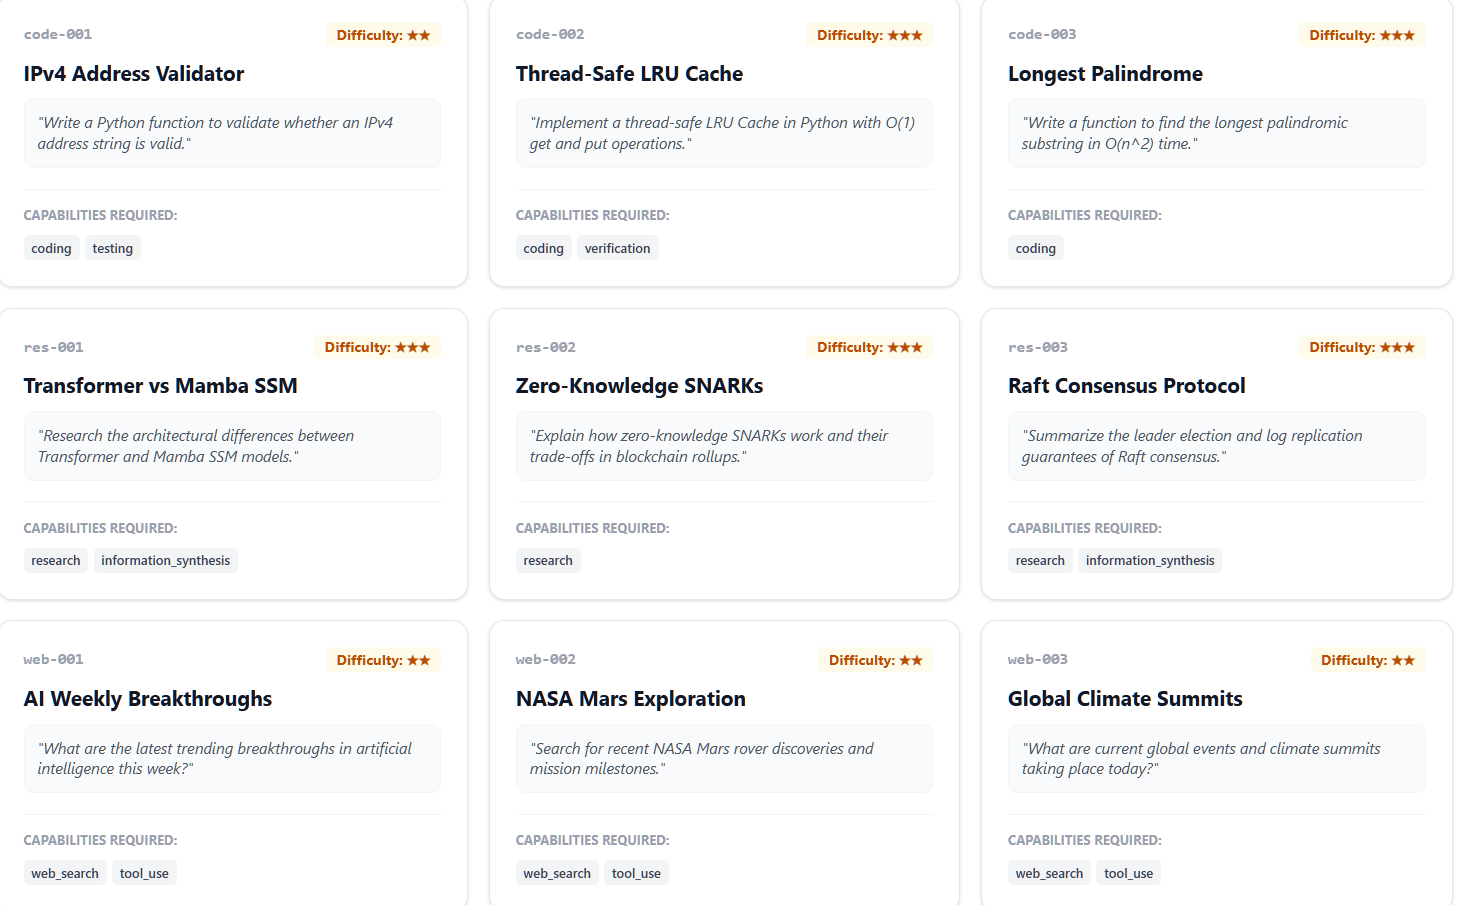 code-001
Difficulty: ★★
IPv4 Address Validator
"Write a Python function to validate whether an IPv4
address string is valid."
CAPABILITIES REQUIRED:
coding testing
code-002
Difficulty: ★★★
Thread-Safe LRU Cache
"Implement a thread-safe LRU Cache in Python with O(1)
get and put operations."
CAPABILITIES REQUIRED:
coding verification
code-003
Difficulty: ★★★
Longest Palindrome
"Write a function to find the longest palindromic
substring in O(n^2) time."
CAPABILITIES REQUIRED:
coding
res-001
Difficulty: ★★★
Transformer vs Mamba SSM
"Research the architectural differences between
Transformer and Mamba SSM models."
CAPABILITIES REQUIRED:
research information_synthesis
res-002
Difficulty: ★★★
Zero-Knowledge SNARKs
"Explain how zero-knowledge SNARKs work and their
trade-offs in blockchain rollups."
CAPABILITIES REQUIRED:
research
res-003
Difficulty: ★★★
Raft Consensus Protocol
"Summarize the leader election and log replication
guarantees of Raft consensus."
CAPABILITIES REQUIRED:
research information_synthesis
web-001
Difficulty: ★★
AI Weekly Breakthroughs
"What are the latest trending breakthroughs in artificial
intelligence this week?"
CAPABILITIES REQUIRED:
web_search tool_use
web-002
Difficulty: ★★
NASA Mars Exploration
"Search for recent NASA Mars rover discoveries and
mission milestones."
CAPABILITIES REQUIRED:
web_search tool_use
web-003
Difficulty: ★★
Global Climate Summits
"What are current global events and climate summits
taking place today?"
CAPABILITIES REQUIRED:
web_search tool_use